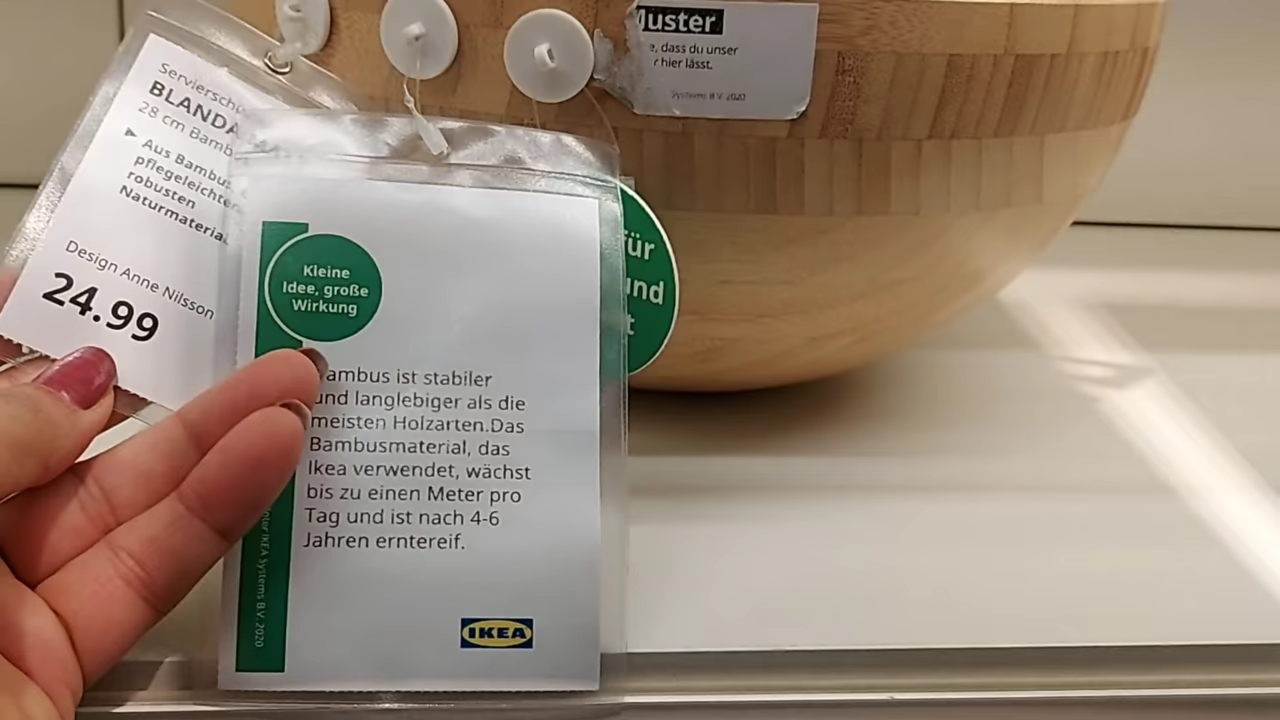 Servierschü
BLANDA
28 cm Bamb
Aus Bambus
pflegeleichte
robusten
Naturmaterial
Design Anne Nilsson
24.99
Kleine
Idee, große
Wirkung
ambus ist stabiler
und langlebiger als die
meisten Holzarten.Das
Bambusmaterial, das
Ikea verwendet, wächst
bis zu einen Meter pro
Tag und ist nach 4-6
Jahren erntereif.
IKEA Systems B.V. 2020
IKEA
Muster
e, dass du unser
hier lässt.
Systems B.V. 2020
für
und
t